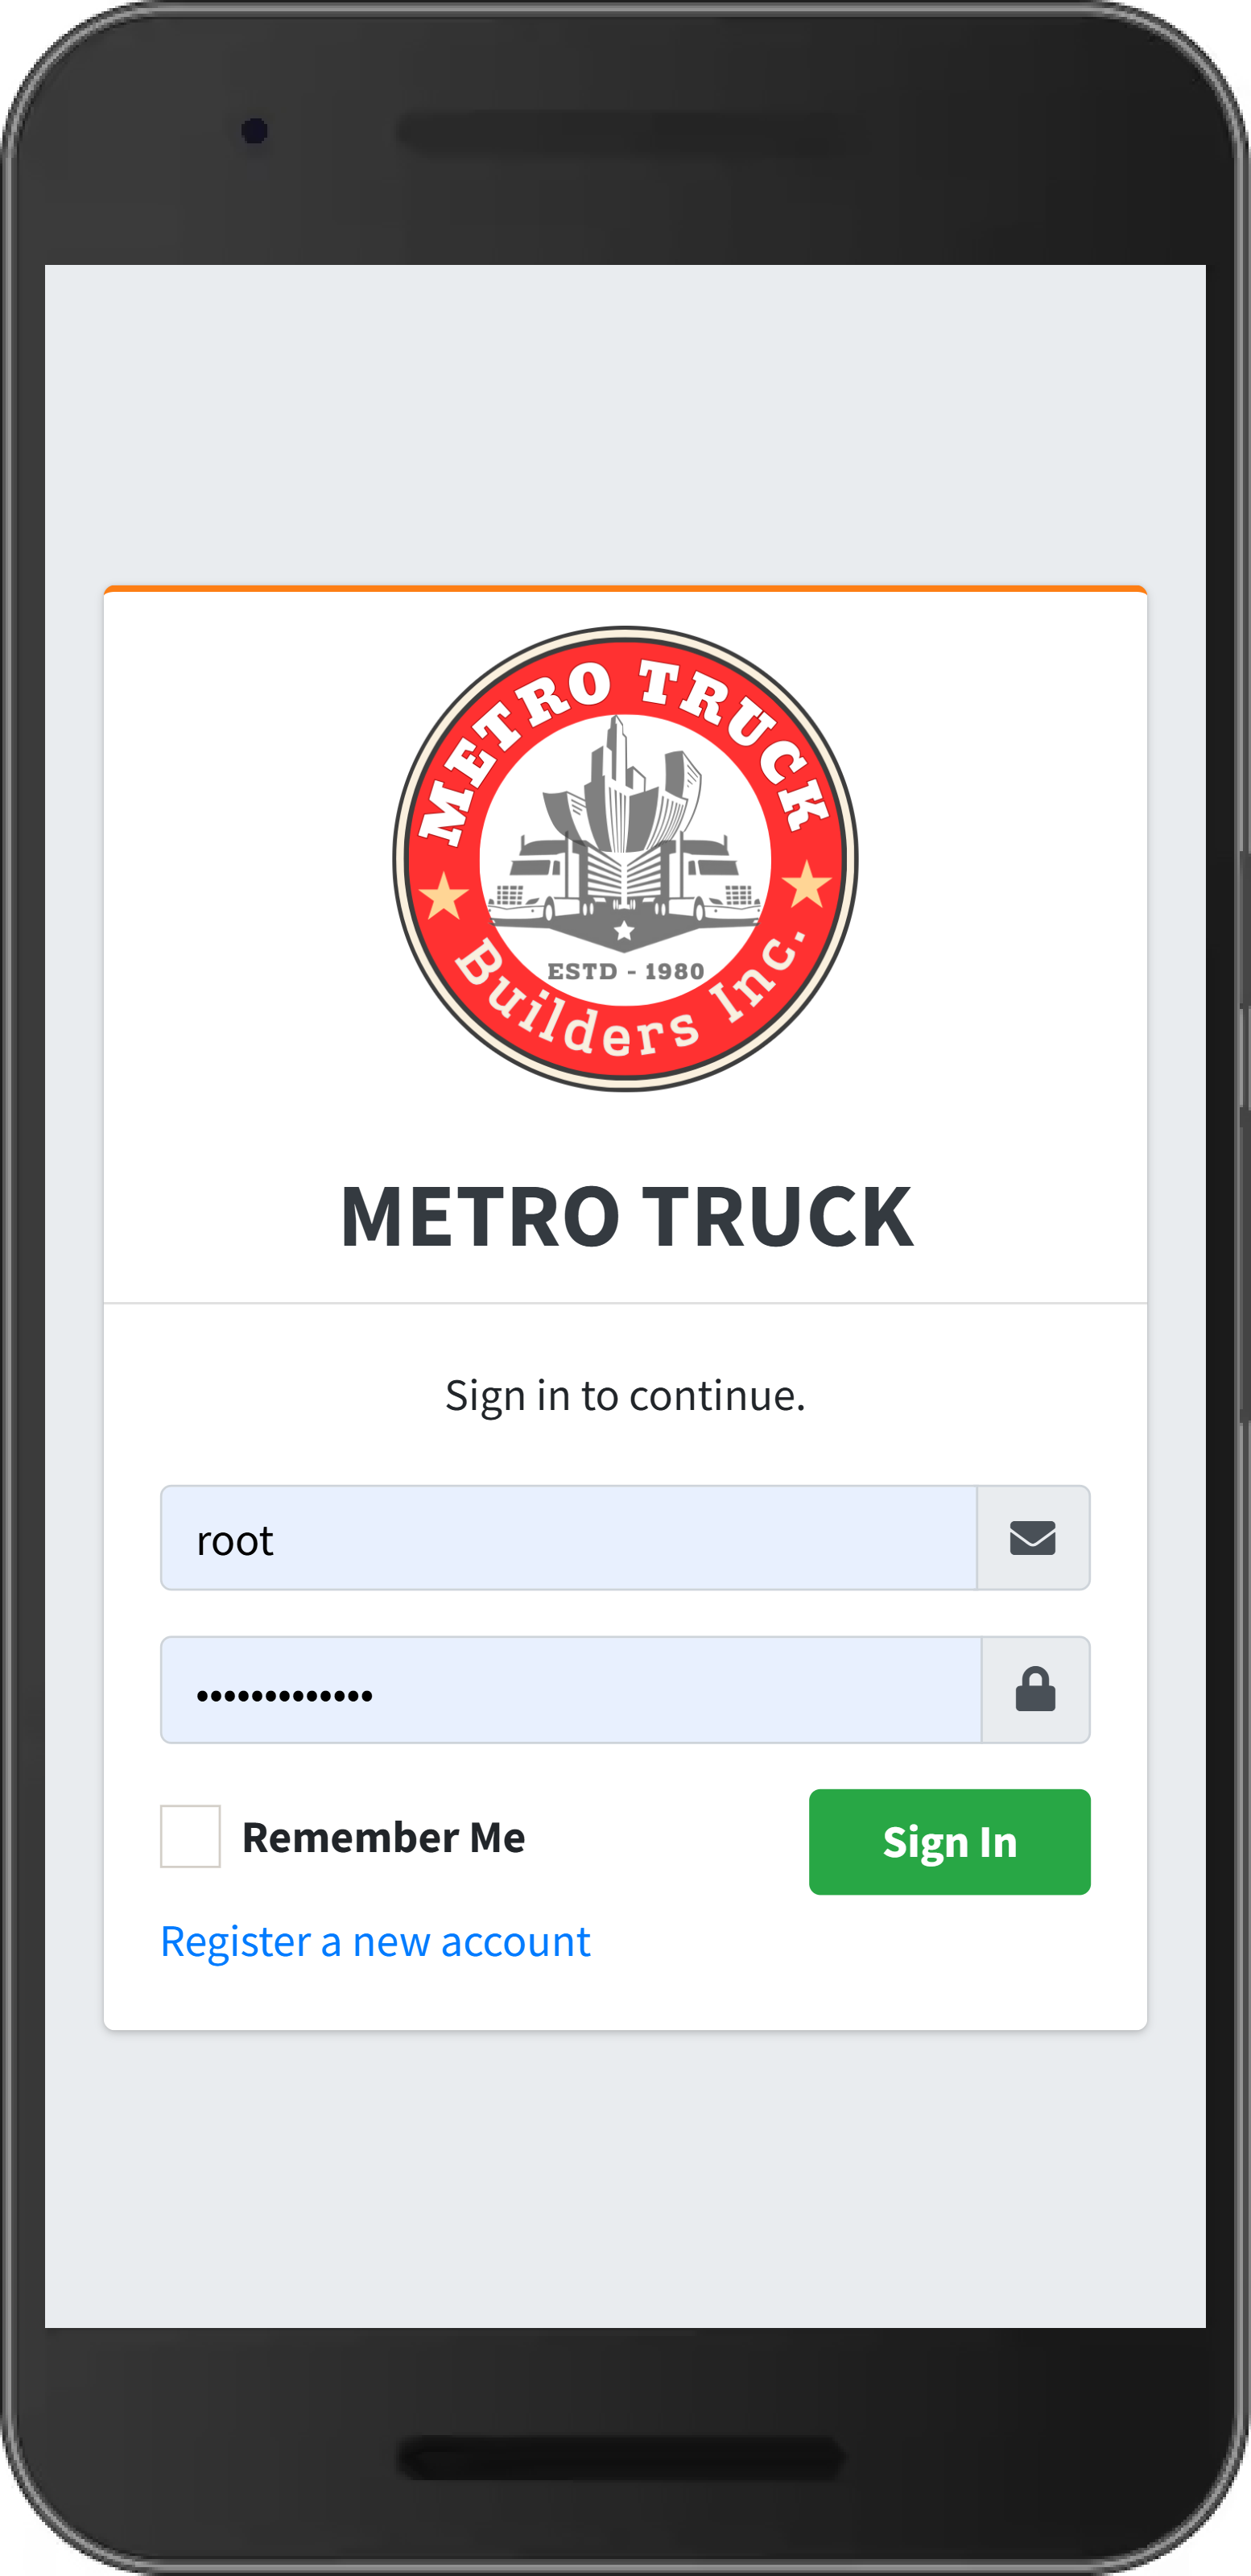 METRO TRUCK
ESTD - 1980
Builders Inc.
METRO TRUCK
Sign in to continue.
root
•••••••••••••
Remember Me
Sign In
Register a new account